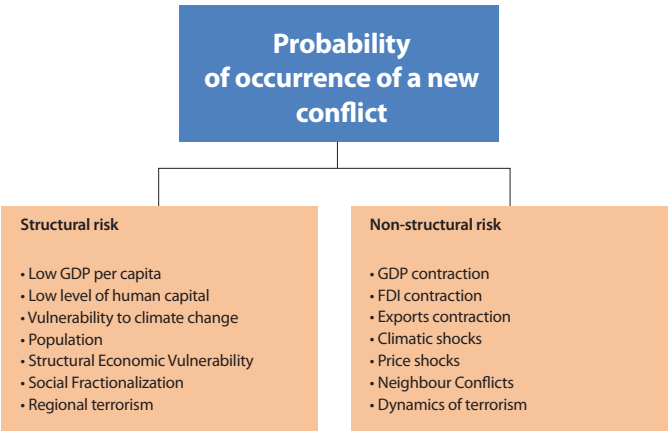 Probability
of occurrence of a new
conflict
Structural risk
• Low GDP per capita
• Low level of human capital
• Vulnerability to climate change
• Population
• Structural Economic Vulnerability
• Social Fractionalization
• Regional terrorism
Non-structural risk
• GDP contraction
• FDI contraction
• Exports contraction
• Climatic shocks
• Price shocks
• Neighbour Conflicts
• Dynamics of terrorism